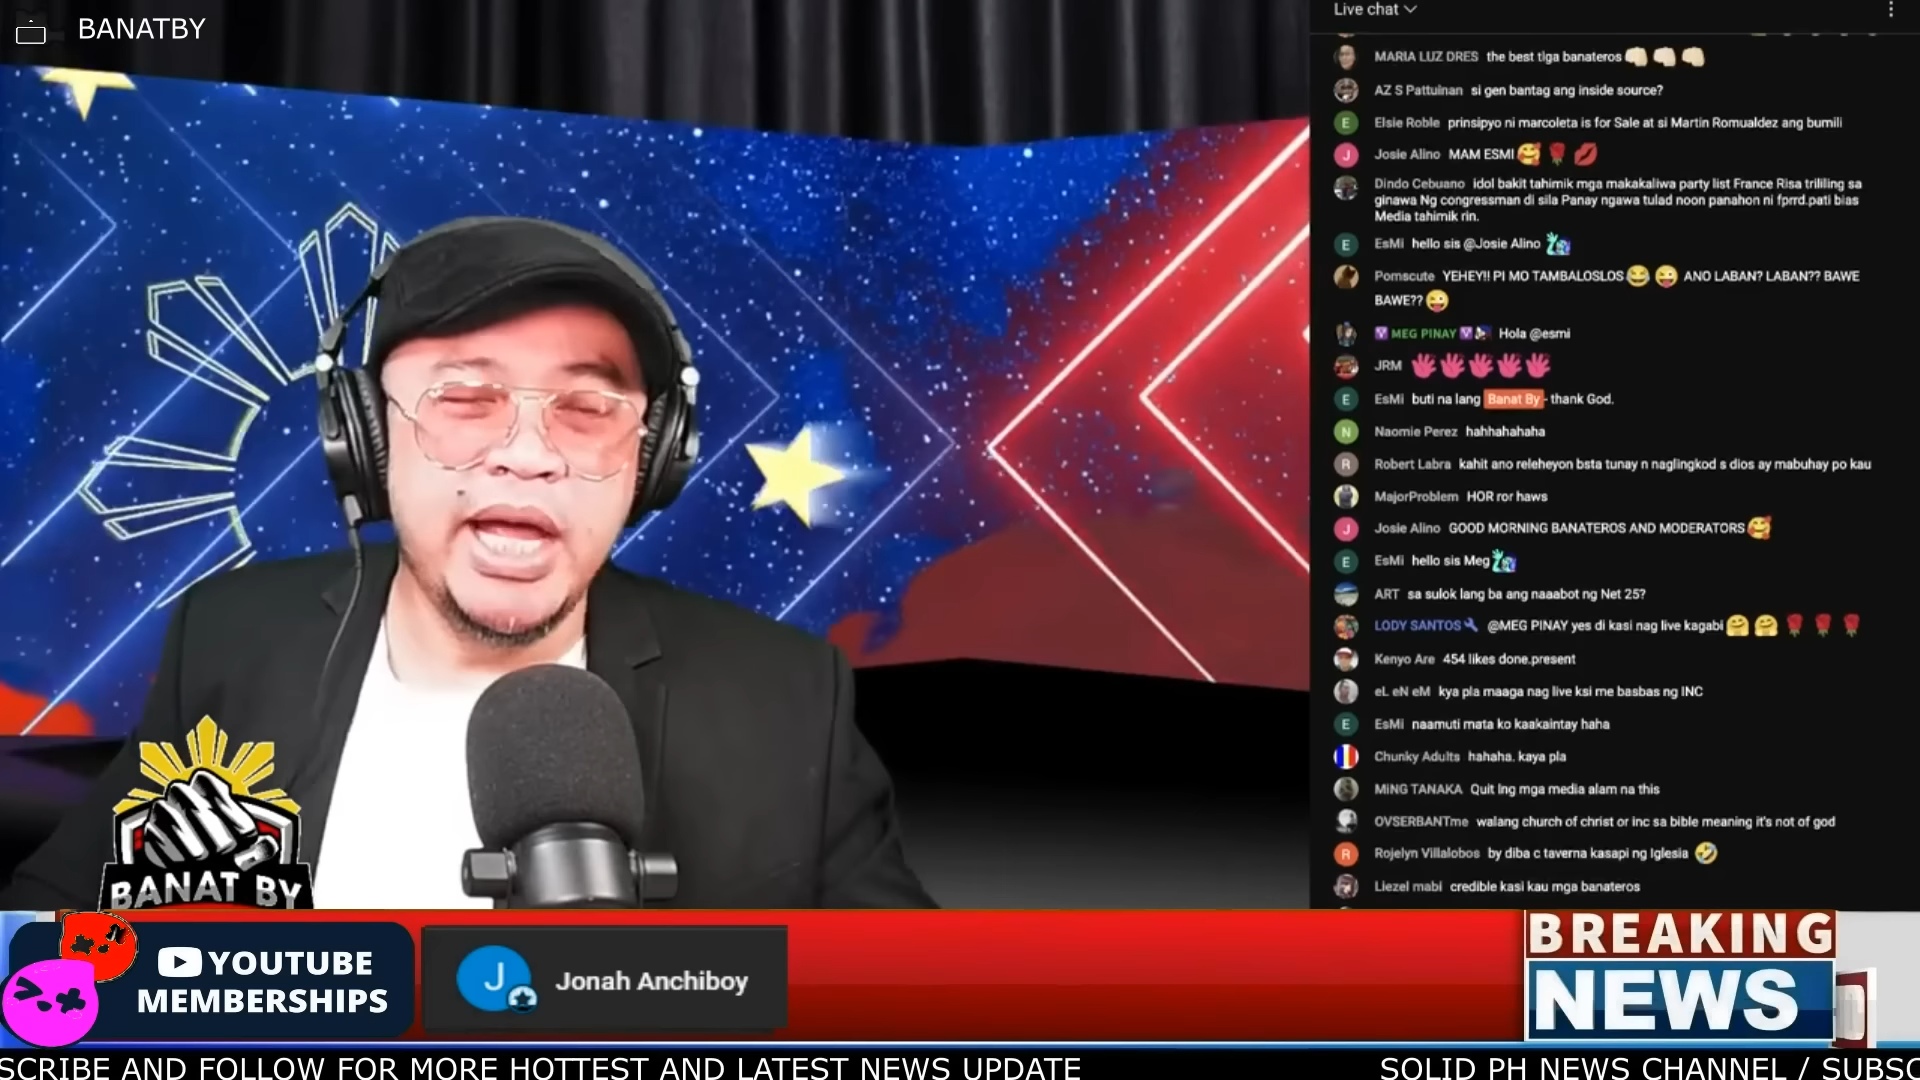 BANATBY
Live chat
MARIA LUZ DRES the best tlga banateros
AZ S Pattuinan si gen bantag ang inside source?
Elsie Roble prinsipyo ni marcoleta is for Sale at si Martin Romualdez ang bumili
Josie Alino MAM ESMI
Dindo Cebuano idol bakit tahimik mga makakaliwa party list France Risa trililing sa
ginawa Ng congressman di sila Panay ngawa tulad noon panahon ni fprrd.pati bias
Media tahimik rin.
EsMi hello sis @Josie Alino
Pomscute YEHEY!! PI MO TAMBALOSLOS ANO LABAN? LABAN?? BAWE
BAWE??
MEG PINAY Hola @esmi
JRM
EsMi buti na lang Banat By - thank God.
Naomie Perez hahhahahaha
Robert Labra kahit ano releheyon bsta tunay n naglingkod s dios ay mabuhay po kau
MajorProblem HOR ror haws
Josie Alino GOOD MORNING BANATEROS AND MODERATORS
EsMi hello sis Meg
ART sa sulok lang ba ang naaabot ng Net 25?
LODY SANTOS @MEG PINAY yes di kasi nag live kagabi
Kenyo Are 454 likes done.present
eL eN eM kya pla maaga nag live ksi me basbas ng INC
EsMi naamuti mata ko kaakaintay haha
Chunky Adults hahaha. kaya pla
MiNG TANAKA Quit lng mga media alam na this
OVSERBANTme walang church of christ or inc sa bible meaning it's not of god
Rojelyn Villalobos by diba c taverna kasapi ng Iglesia
Liezel mabi credible kasi kau mga banateros
BANAT BY
YOUTUBE
MEMBERSHIPS
J
Jonah Anchiboy
BREAKING
NEWS
SCRIBE AND FOLLOW FOR MORE HOTTEST AND LATEST NEWS UPDATE
SOLID PH NEWS CHANNEL / SUBSC